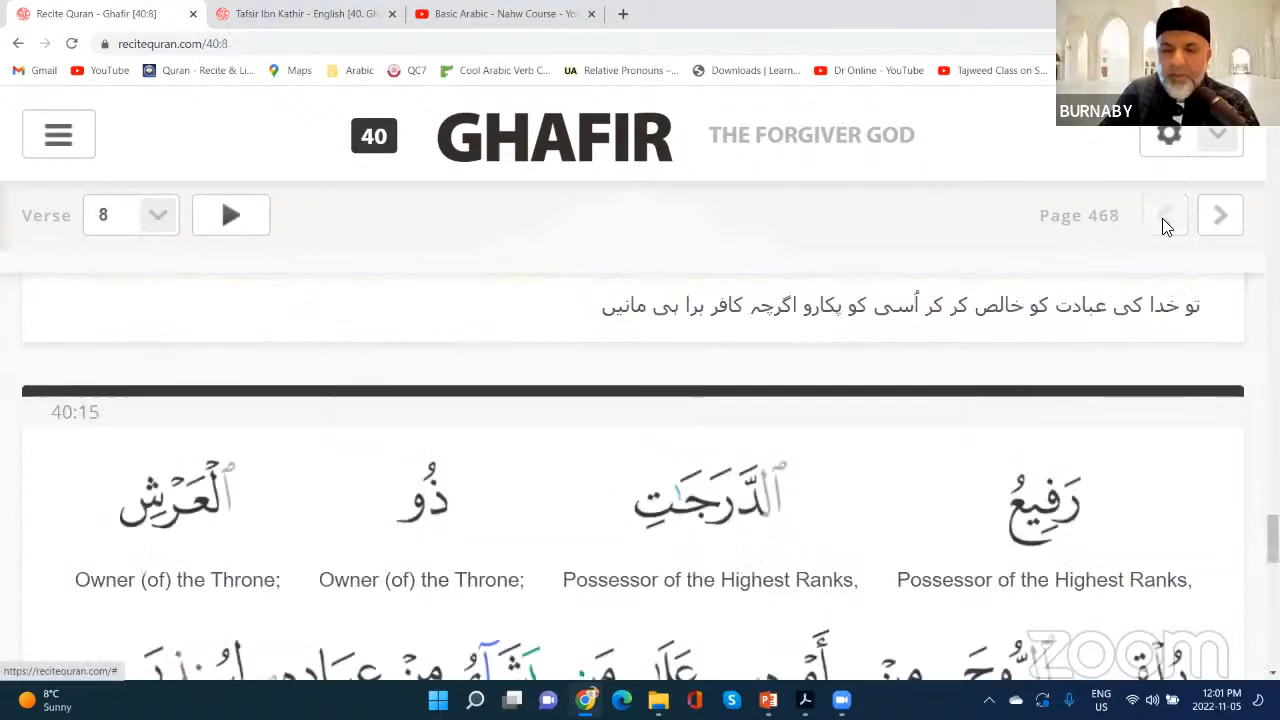 Recite Quran - Ghafir [40:8]
Tafsir Ibn Kathir - English [40. Gh
Basic Arabic - Nahw Course - Yo
recitequran.com/40:8
Gmail YouTube Quran - Recite & Li... Maps Arabic QC7 Cool Arabic Verb... UA Relative Pronouns –... Downloads | Learn... Dr Online - YouTube Tajweed Class on S...
BURNABY
40 GHAFIR THE FORGIVER GOD
Verse 8 Page 468
تو خدا کی عبادت کو خالص کر کر اُسی کو پکارو اگرچہ کافر برا ہی مانیں
40:15
رَفِيعُ ٱلدَّرَجَٰتِ ذُو ٱلْعَرْشِ
Owner (of) the Throne; Owner (of) the Throne; Possessor of the Highest Ranks, Possessor of the Highest Ranks,
zoom
https://recitequran.com/#
8°C
Sunny
ENG
US
12:01 PM
2022-11-05